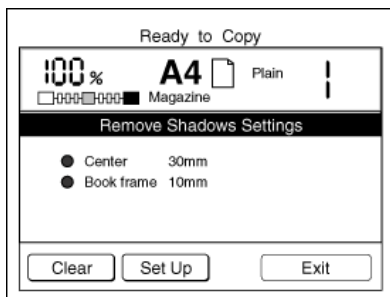 Ready to Copy
100 % A4 Plain 1
Magazine
Remove Shadows Settings
Center 30mm
Book frame 10mm
Clear Set Up Exit